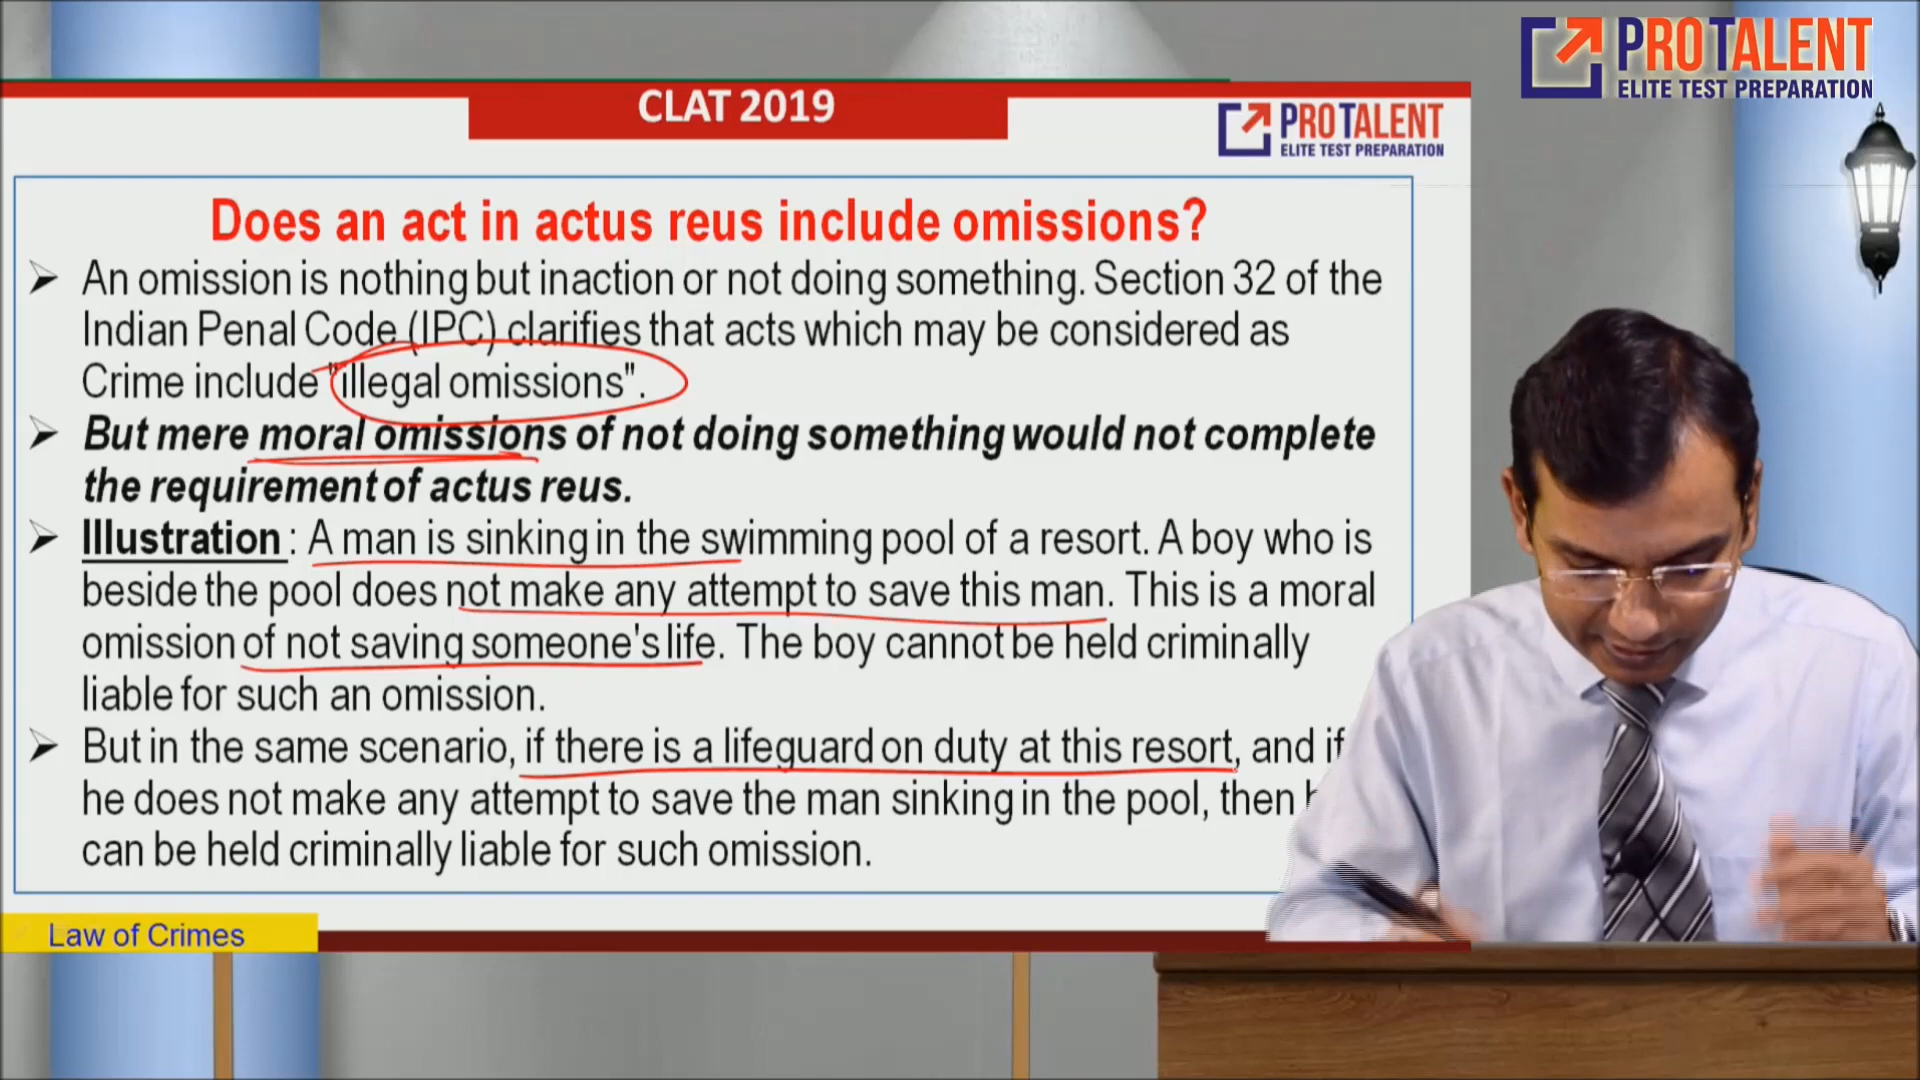 PROTALENT
ELITE TEST PREPARATION
CLAT 2019
PROTALENT
ELITE TEST PREPARATION
Does an act in actus reus include omissions?
An omission is nothing but inaction or not doing something. Section 32 of the
Indian Penal Code (IPC) clarifies that acts which may be considered as
Crime include "illegal omissions".
But mere moral omissions of not doing something would not complete
the requirement of actus reus.
Illustration : A man is sinking in the swimming pool of a resort. A boy who is
beside the pool does not make any attempt to save this man. This is a moral
omission of not saving someone's life. The boy cannot be held criminally
liable for such an omission.
But in the same scenario, if there is a lifeguard on duty at this resort, and if
he does not make any attempt to save the man sinking in the pool, then
can be held criminally liable for such omission.
Law of Crimes